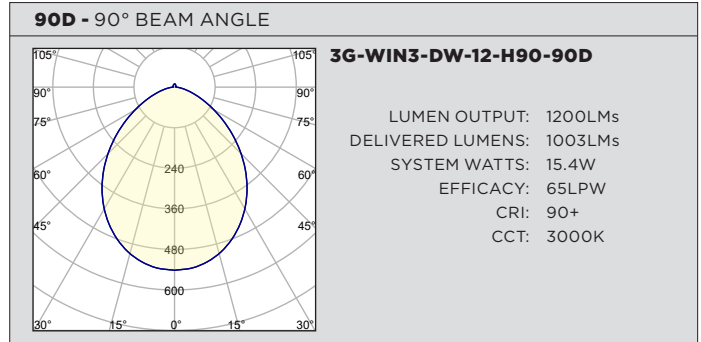 90D - 90° BEAM ANGLE
3G-WIN3-DW-12-H90-90D
LUMEN OUTPUT: 1200LMs
DELIVERED LUMENS: 1003LMs
SYSTEM WATTS: 15.4W
EFFICACY: 65LPW
CRI: 90+
CCT: 3000K
105° 105°
90° 90°
75° 75°
240
60° 60°
360
45° 45°
480
600
30° 15° 0° 15° 30°